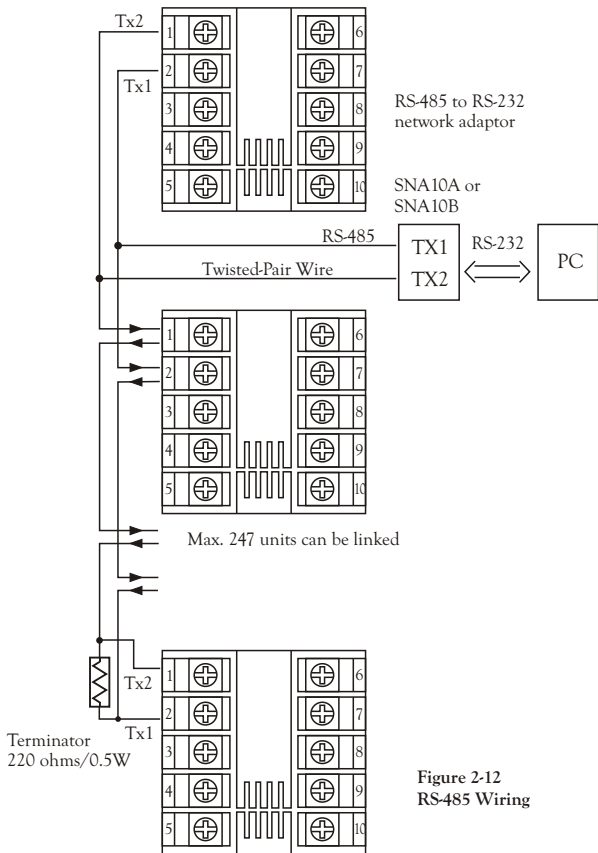 Tx2
1
6
2
7
Tx1
3
8
RS-485 to RS-232
network adaptor
4
9
5
10
SNA10A or
SNA10B
RS-485
TX1
RS-232
PC
Twisted-Pair Wire
TX2
1
6
2
7
3
8
4
9
5
10
Max. 247 units can be linked
1
6
Tx2
2
7
Tx1
Terminator
220 ohms/0.5W
3
8
4
9
5
10
Figure 2-12
RS-485 Wiring